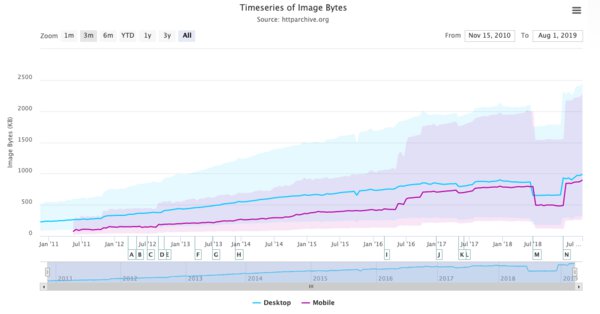 Timeseries of Image Bytes
Source: httparchive.org
Zoom 1m 3m 6m YTD 1y 3y All From Nov 15, 2010 To Aug 1, 2019
Image Bytes (KB)
2500
2000
1500
1000
500
0
Jan '11 Jul '11 Jan '12 Jul '12 Jan '13 Jul '13 Jan '14 Jul '14 Jan '15 Jul '15 Jan '16 Jul '16 Jan '17 Jul '17 Jan '18 Jul '18 Jul ...
A B C D E F G H I J K L M N
2011 2012 2013 2014 2015 2016 2017 2018
Desktop Mobile